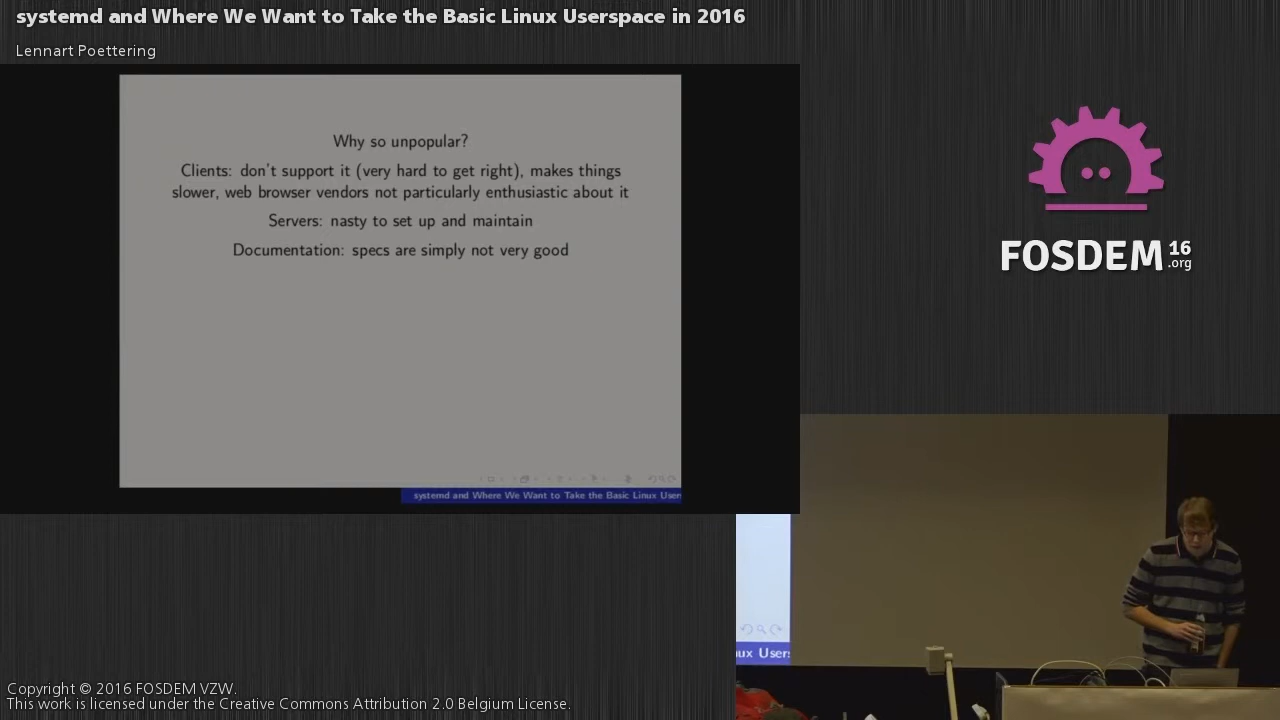 systemd and Where We Want to Take the Basic Linux Userspace in 2016
Lennart Poettering
Why so unpopular?
Clients: don't support it (very hard to get right), makes things
slower, web browser vendors not particularly enthusiastic about it
Servers: nasty to set up and maintain
Documentation: specs are simply not very good
systemd and Where We Want to Take the Basic Linux User
FOSDEM 16
.org
nux Users
Copyright © 2016 FOSDEM VZW.
This work is licensed under the Creative Commons Attribution 2.0 Belgium License.